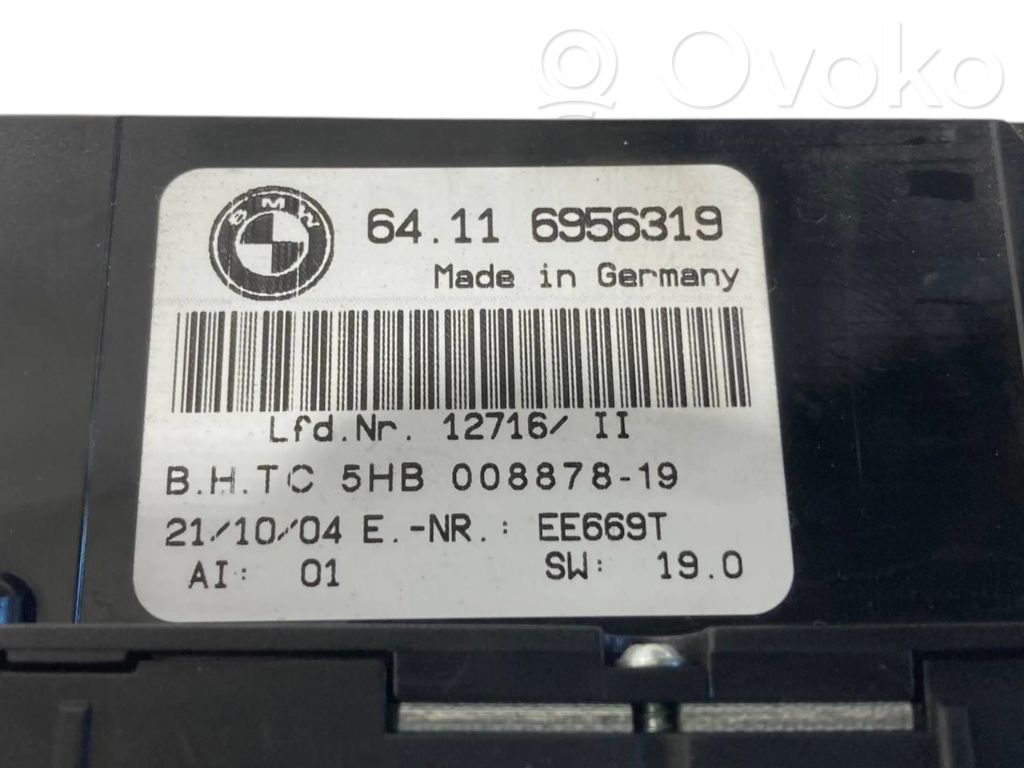 Ovoko
BMW
64.11 6956319
Made in Germany
Lfd.Nr. 12716/ II
B.H.TC 5HB 008878-19
21/10/04 E.-NR.: EE669T
AI: 01 SW: 19.0